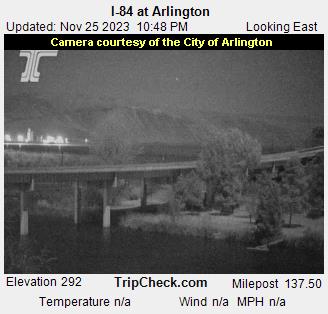 I-84 at Arlington
Updated: Nov 25 2023 10:48 PM Looking East
Camera courtesy of the City of Arlington
Elevation 292 TripCheck.com Milepost 137.50
Temperature n/a Wind n/a MPH n/a